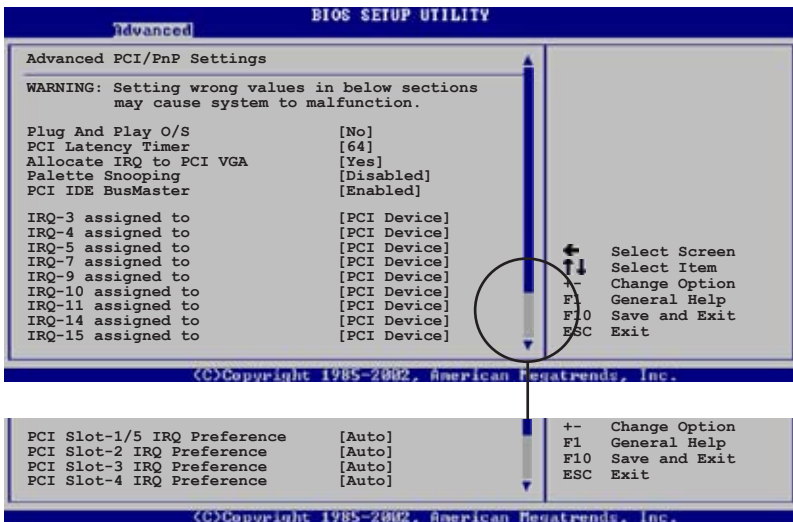 BIOS SETUP UTILITY
Advanced
Advanced PCI/PnP Settings
WARNING: Setting wrong values in below sections
may cause system to malfunction.
Plug And Play O/S [No]
PCI Latency Timer [64]
Allocate IRQ to PCI VGA [Yes]
Palette Snooping [Disabled]
PCI IDE BusMaster [Enabled]
IRQ-3 assigned to [PCI Device]
IRQ-4 assigned to [PCI Device]
IRQ-5 assigned to [PCI Device]
IRQ-7 assigned to [PCI Device]
IRQ-9 assigned to [PCI Device]
IRQ-10 assigned to [PCI Device]
IRQ-11 assigned to [PCI Device]
IRQ-14 assigned to [PCI Device]
IRQ-15 assigned to [PCI Device]
← Select Screen
↑↓ Select Item
+- Change Option
F1 General Help
F10 Save and Exit
ESC Exit
(C)Copyright 1985-2002, American Megatrends, Inc.
PCI Slot-1/5 IRQ Preference [Auto]
PCI Slot-2 IRQ Preference [Auto]
PCI Slot-3 IRQ Preference [Auto]
PCI Slot-4 IRQ Preference [Auto]
+- Change Option
F1 General Help
F10 Save and Exit
ESC Exit
(C)Copyright 1985-2002, American Megatrends, Inc.